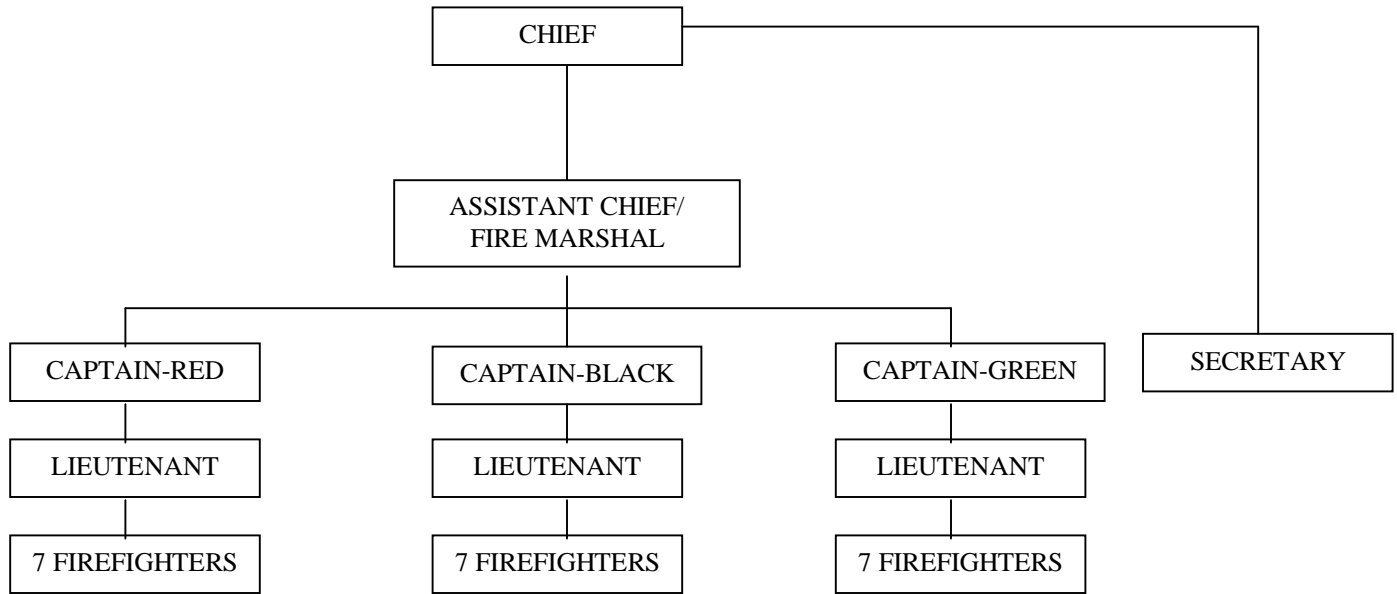 CHIEF
ASSISTANT CHIEF/
FIRE MARSHAL
CAPTAIN-RED
CAPTAIN-BLACK
CAPTAIN-GREEN
SECRETARY
LIEUTENANT
LIEUTENANT
LIEUTENANT
7 FIREFIGHTERS
7 FIREFIGHTERS
7 FIREFIGHTERS